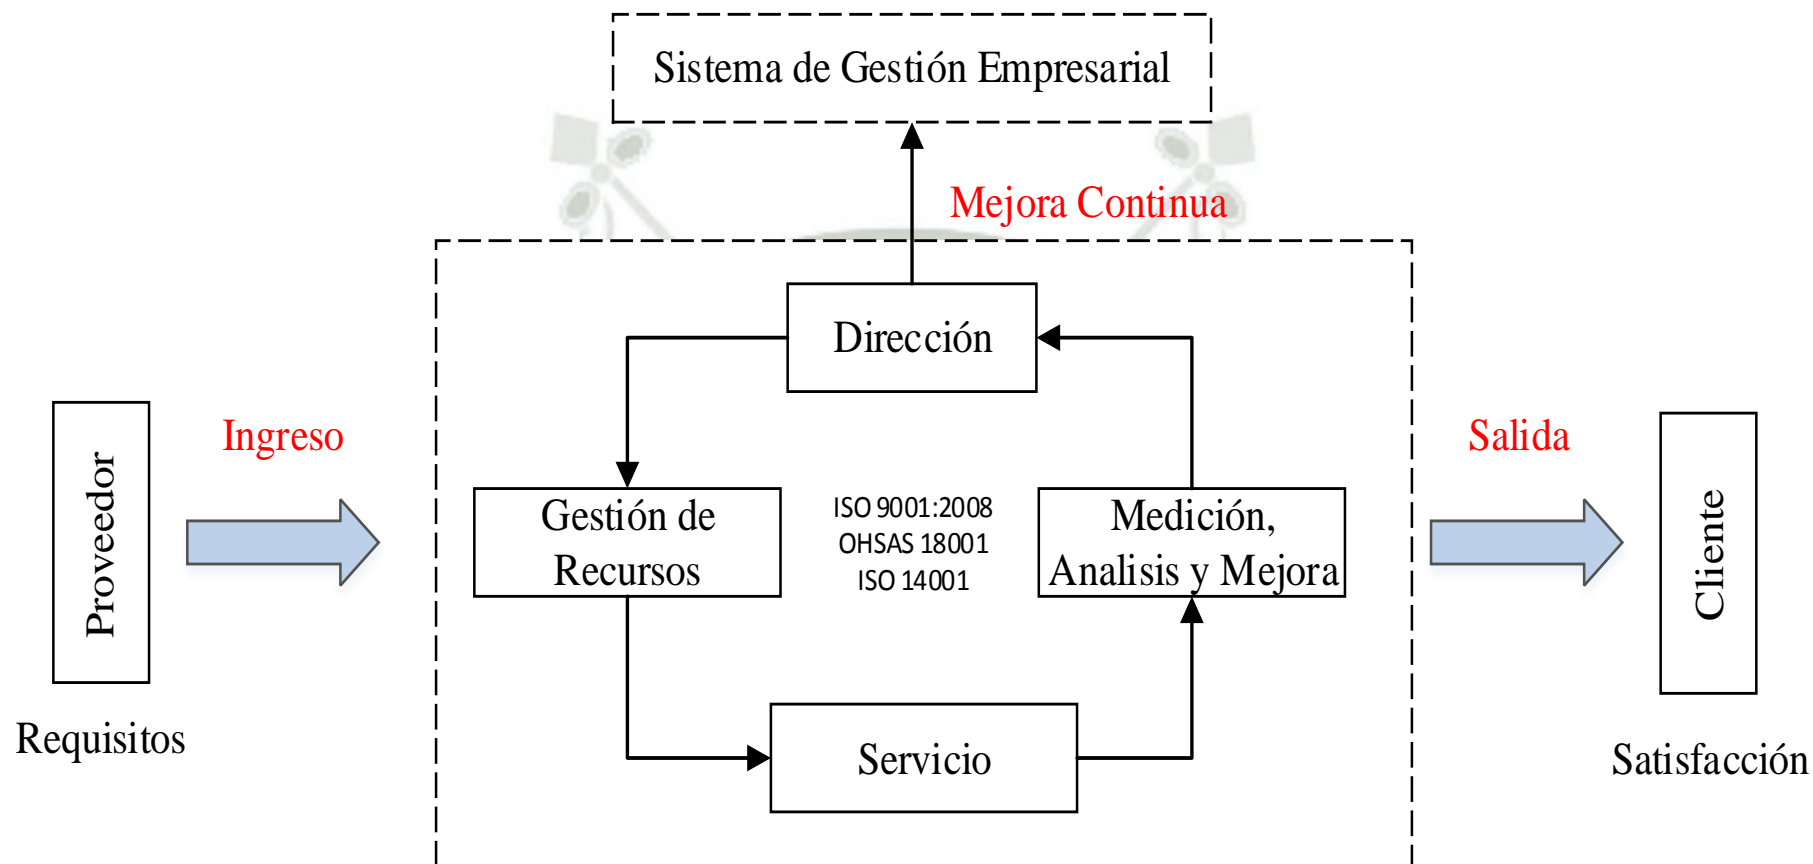 Sistema de Gestión Empresarial
Mejora Continua
Dirección
Ingreso
Salida
Proveedor
Gestión de
Recursos
ISO 9001:2008
OHSAS 18001
ISO 14001
Medición,
Analisis y Mejora
Cliente
Requisitos
Servicio
Satisfacción